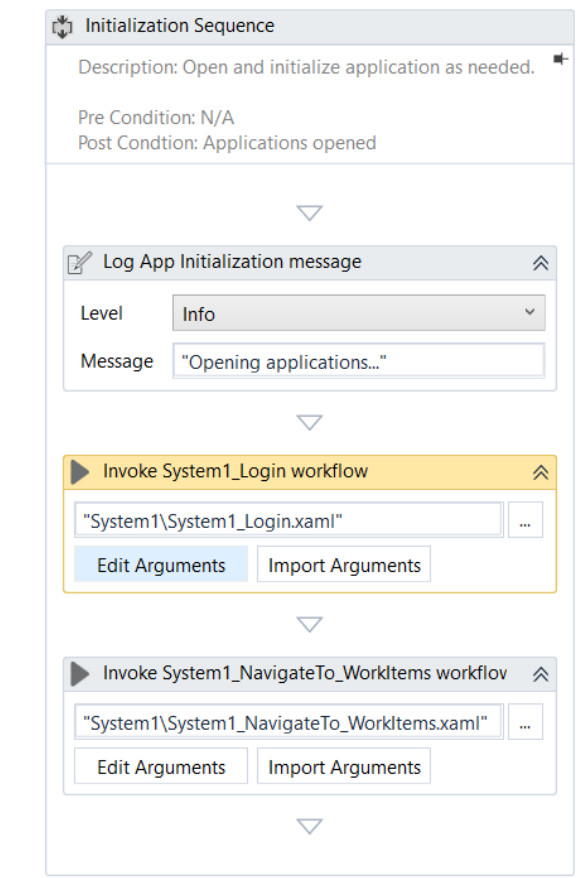 Initialization Sequence
Description: Open and initialize application as needed.
Pre Condition: N/A
Post Condtion: Applications opened
Log App Initialization message
Level
Info
Message
"Opening applications..."
Invoke System1_Login workflow
"System1\System1_Login.xaml"
...
Edit Arguments
Import Arguments
Invoke System1_NavigateTo_WorkItems workflov
"System1\System1_NavigateTo_WorkItems.xaml"
...
Edit Arguments
Import Arguments